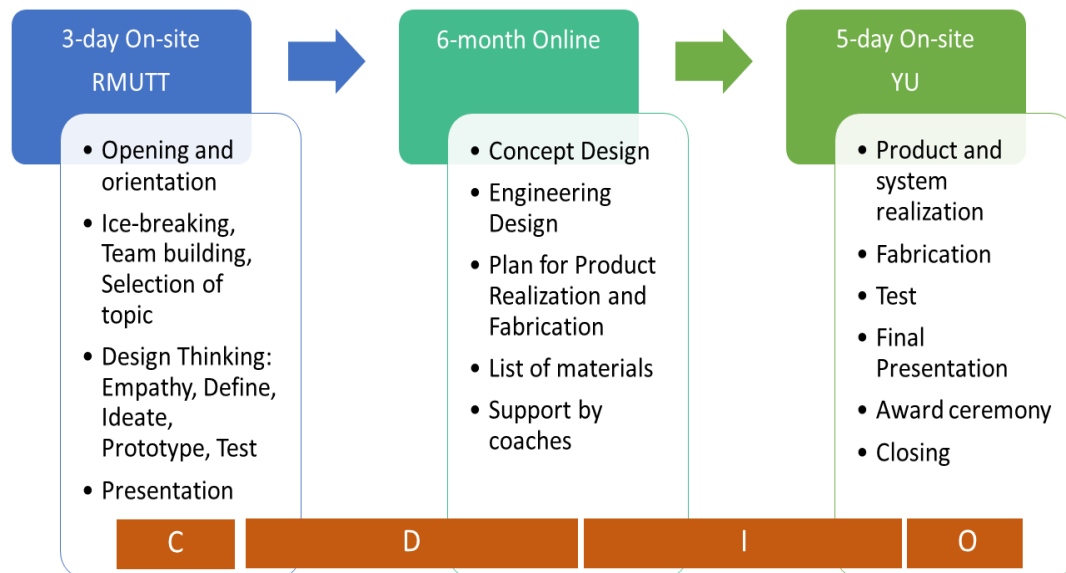 3-day On-site
RMUTT
• Opening and
orientation
• Ice-breaking,
Team building,
Selection of
topic
• Design Thinking:
Empathy, Define,
Ideate,
Prototype, Test
• Presentation
6-month Online
• Concept Design
• Engineering
Design
• Plan for Product
Realization and
Fabrication
• List of materials
• Support by
coaches
5-day On-site
YU
• Product and
system
realization
• Fabrication
• Test
• Final
Presentation
• Award ceremony
• Closing
C
D
I
O